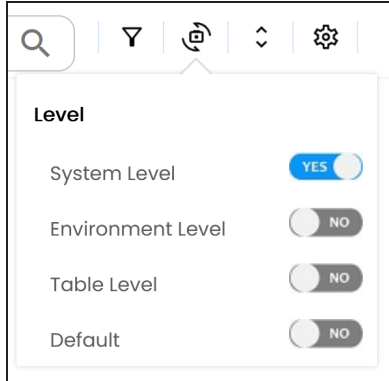 Level
System Level YES
Environment Level NO
Table Level NO
Default NO